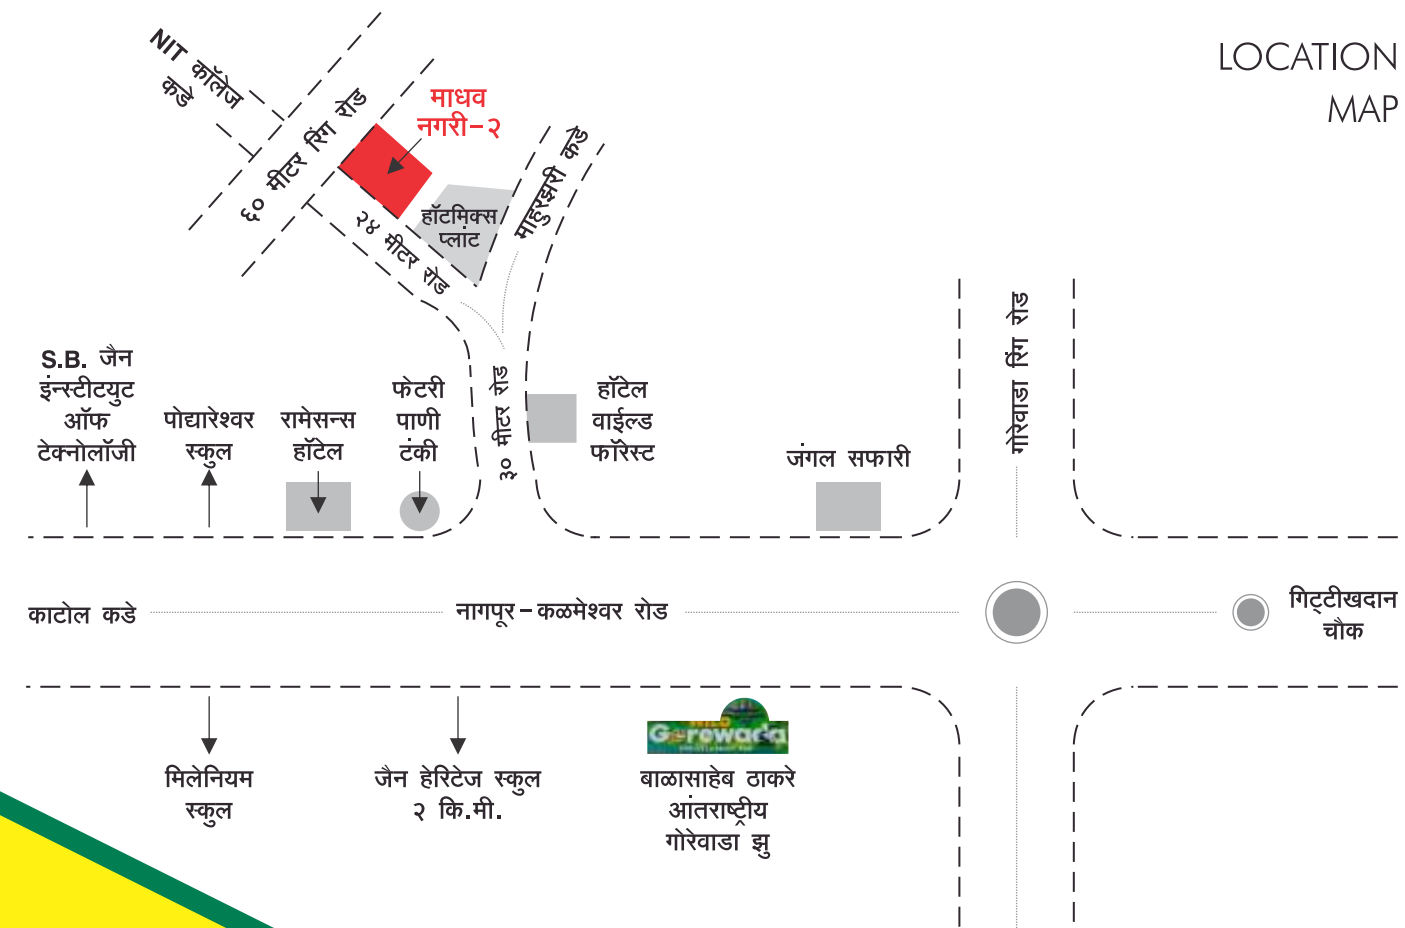 LOCATION
MAP
NIT कॉलेज
कडे
६० मीटर रिंग रोड
माधव
नगरी-२
हॉटमिक्स
प्लांट
माहुरझरी कडे
२४ मीटर रोड
३० मीटर रोड
गोरेवाडा रिंग रोड
S.B. जैन
इंन्स्टीटयुट
ऑफ
टेक्नोलॉजी
पोद्यारेश्वर
स्कुल
रामेसन्स
हॉटेल
फेटरी
पाणी
टंकी
हॉटेल
वाईल्ड
फॉरेस्ट
जंगल सफारी
काटोल कडे
नागपूर-कळमेश्वर रोड
गिट्टीखदान
चौक
मिलेनियम
स्कुल
जैन हेरिटेज स्कुल
२ कि.मी.
Gorewada
बाळासाहेब ठाकरे
आंतराष्ट्रीय
गोरेवाडा झु